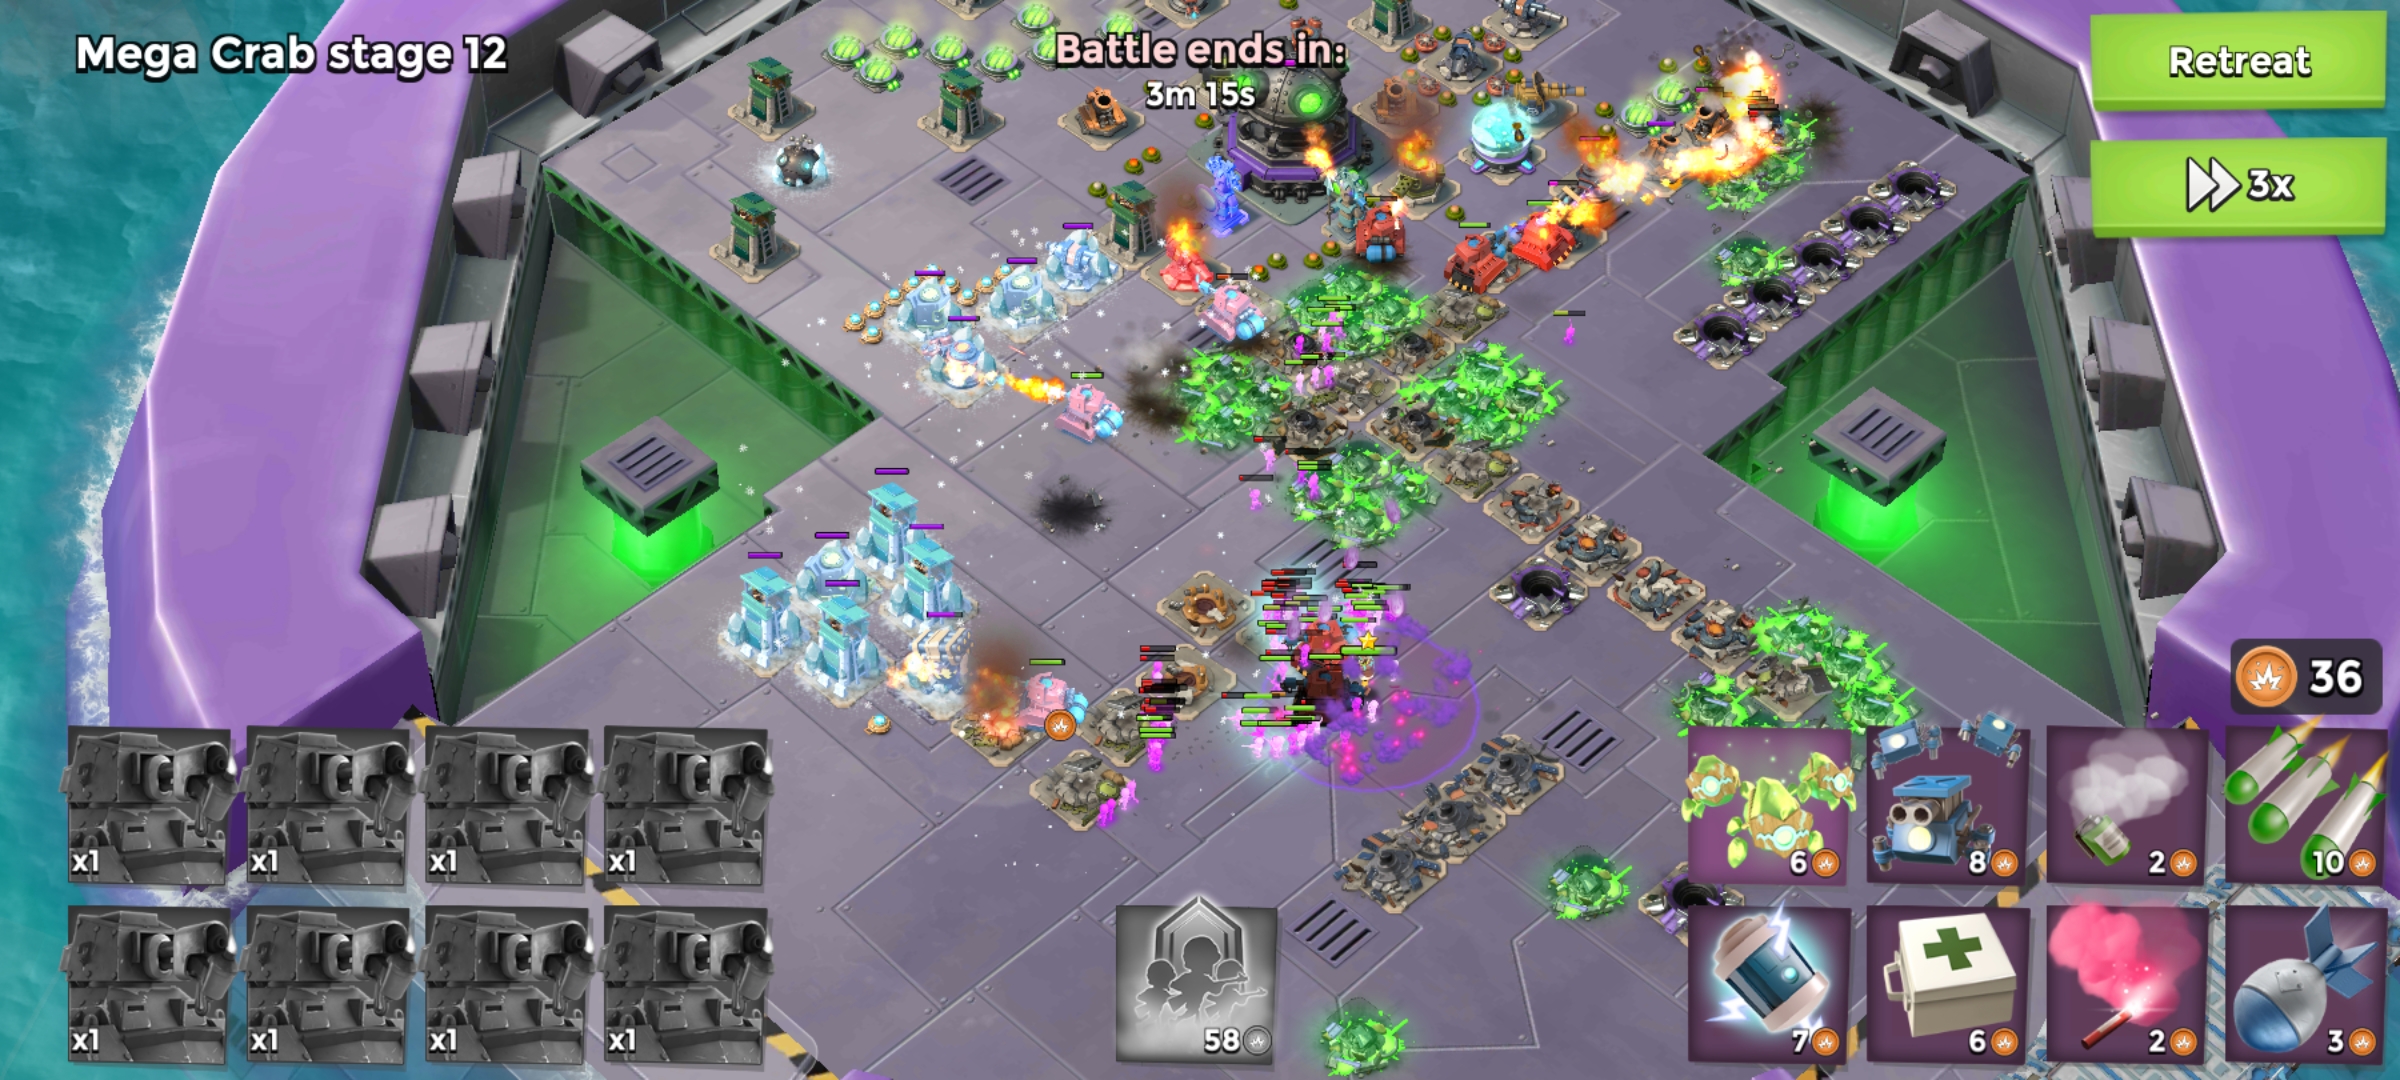 Mega Crab stage 12
Battle ends in:
3m 15s
Retreat
3x
36
x1
x1
x1
x1
6
8
2
10
x1
x1
x1
x1
58
7
6
2
3